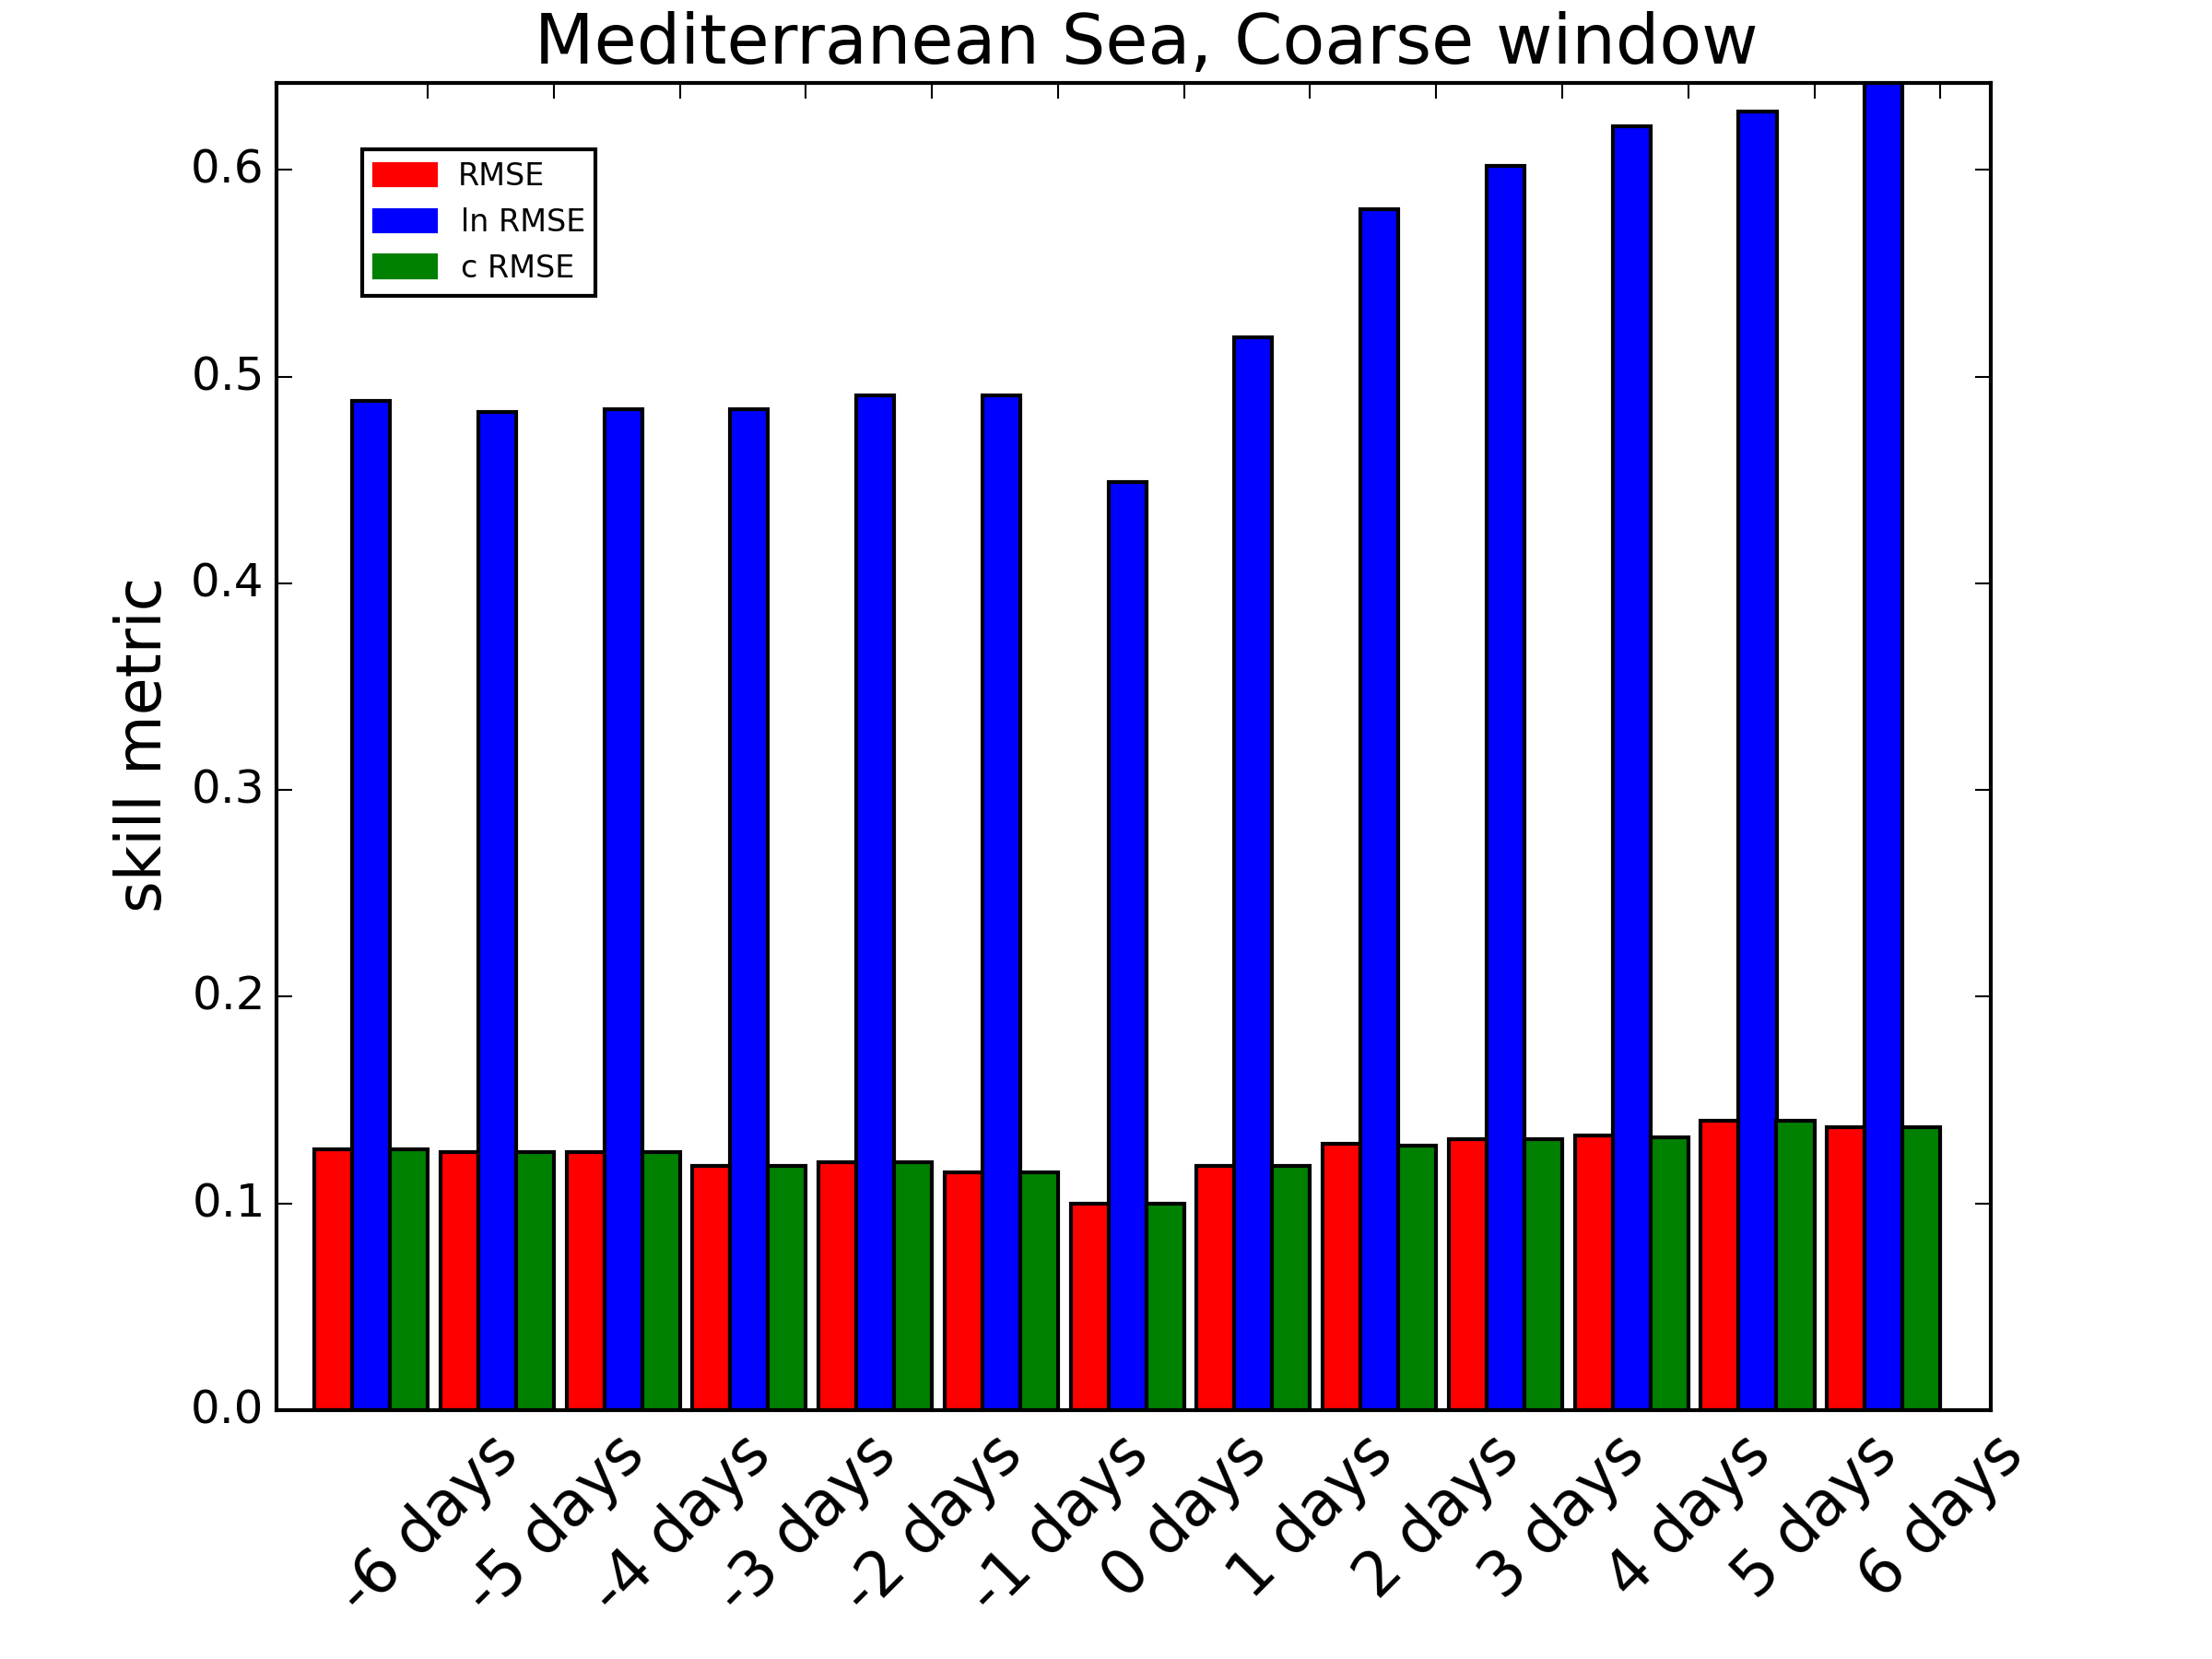 Mediterranean Sea, Coarse window
RMSE
ln RMSE
c RMSE
skill metric
0.6
0.5
0.4
0.3
0.2
0.1
0.0
-6 days
-5 days
-4 days
-3 days
-2 days
-1 days
0 days
1 days
2 days
3 days
4 days
5 days
6 days